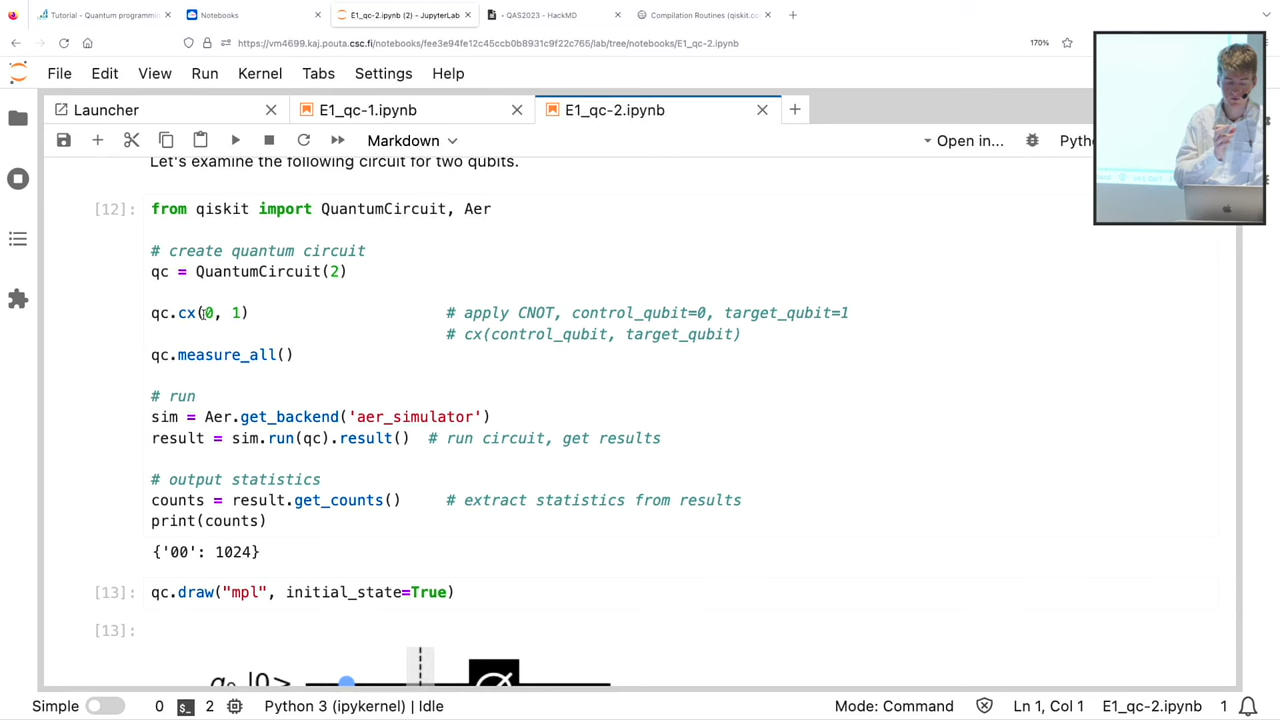 Tutorial - Quantum programmin
Notebooks
E1_qc-2.ipynb (2) - JupyterLab
- QAS2023 - HackMD
Compilation Routines (qiskit.c
https://vm4699.kaj.pouta.csc.fi/notebooks/fee3e94fe12c45ccb0b8931c9f22c765/lab/tree/notebooks/E1_qc-2.ipynb
170%
File Edit View Run Kernel Tabs Settings Help
Launcher
E1_qc-1.ipynb
E1_qc-2.ipynb
Markdown
Open in...
Pytho
Let's examine the following circuit for two qubits.
[12]: from qiskit import QuantumCircuit, Aer
# create quantum circuit
qc = QuantumCircuit(2)
qc.cx(0, 1) # apply CNOT, control_qubit=0, target_qubit=1
# cx(control_qubit, target_qubit)
qc.measure_all()
# run
sim = Aer.get_backend('aer_simulator')
result = sim.run(qc).result() # run circuit, get results
# output statistics
counts = result.get_counts() # extract statistics from results
print(counts)
{'00': 1024}
[13]: qc.draw("mpl", initial_state=True)
[13]:
q0 |0>
Simple 0 2 Python 3 (ipykernel) | Idle Mode: Command Ln 1, Col 1 E1_qc-2.ipynb 1